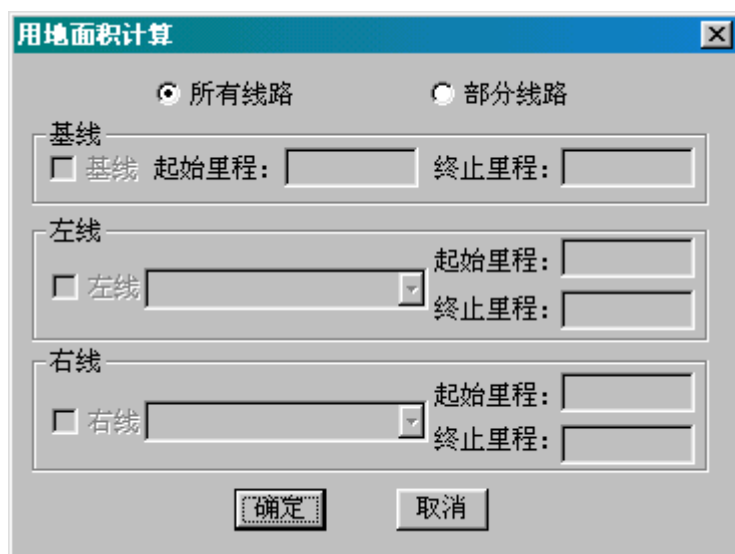 用地面积计算
所有线路 部分线路
基线
基线 起始里程: 终止里程:
左线
左线
起始里程:
终止里程:
右线
右线
起始里程:
终止里程:
确定 取消